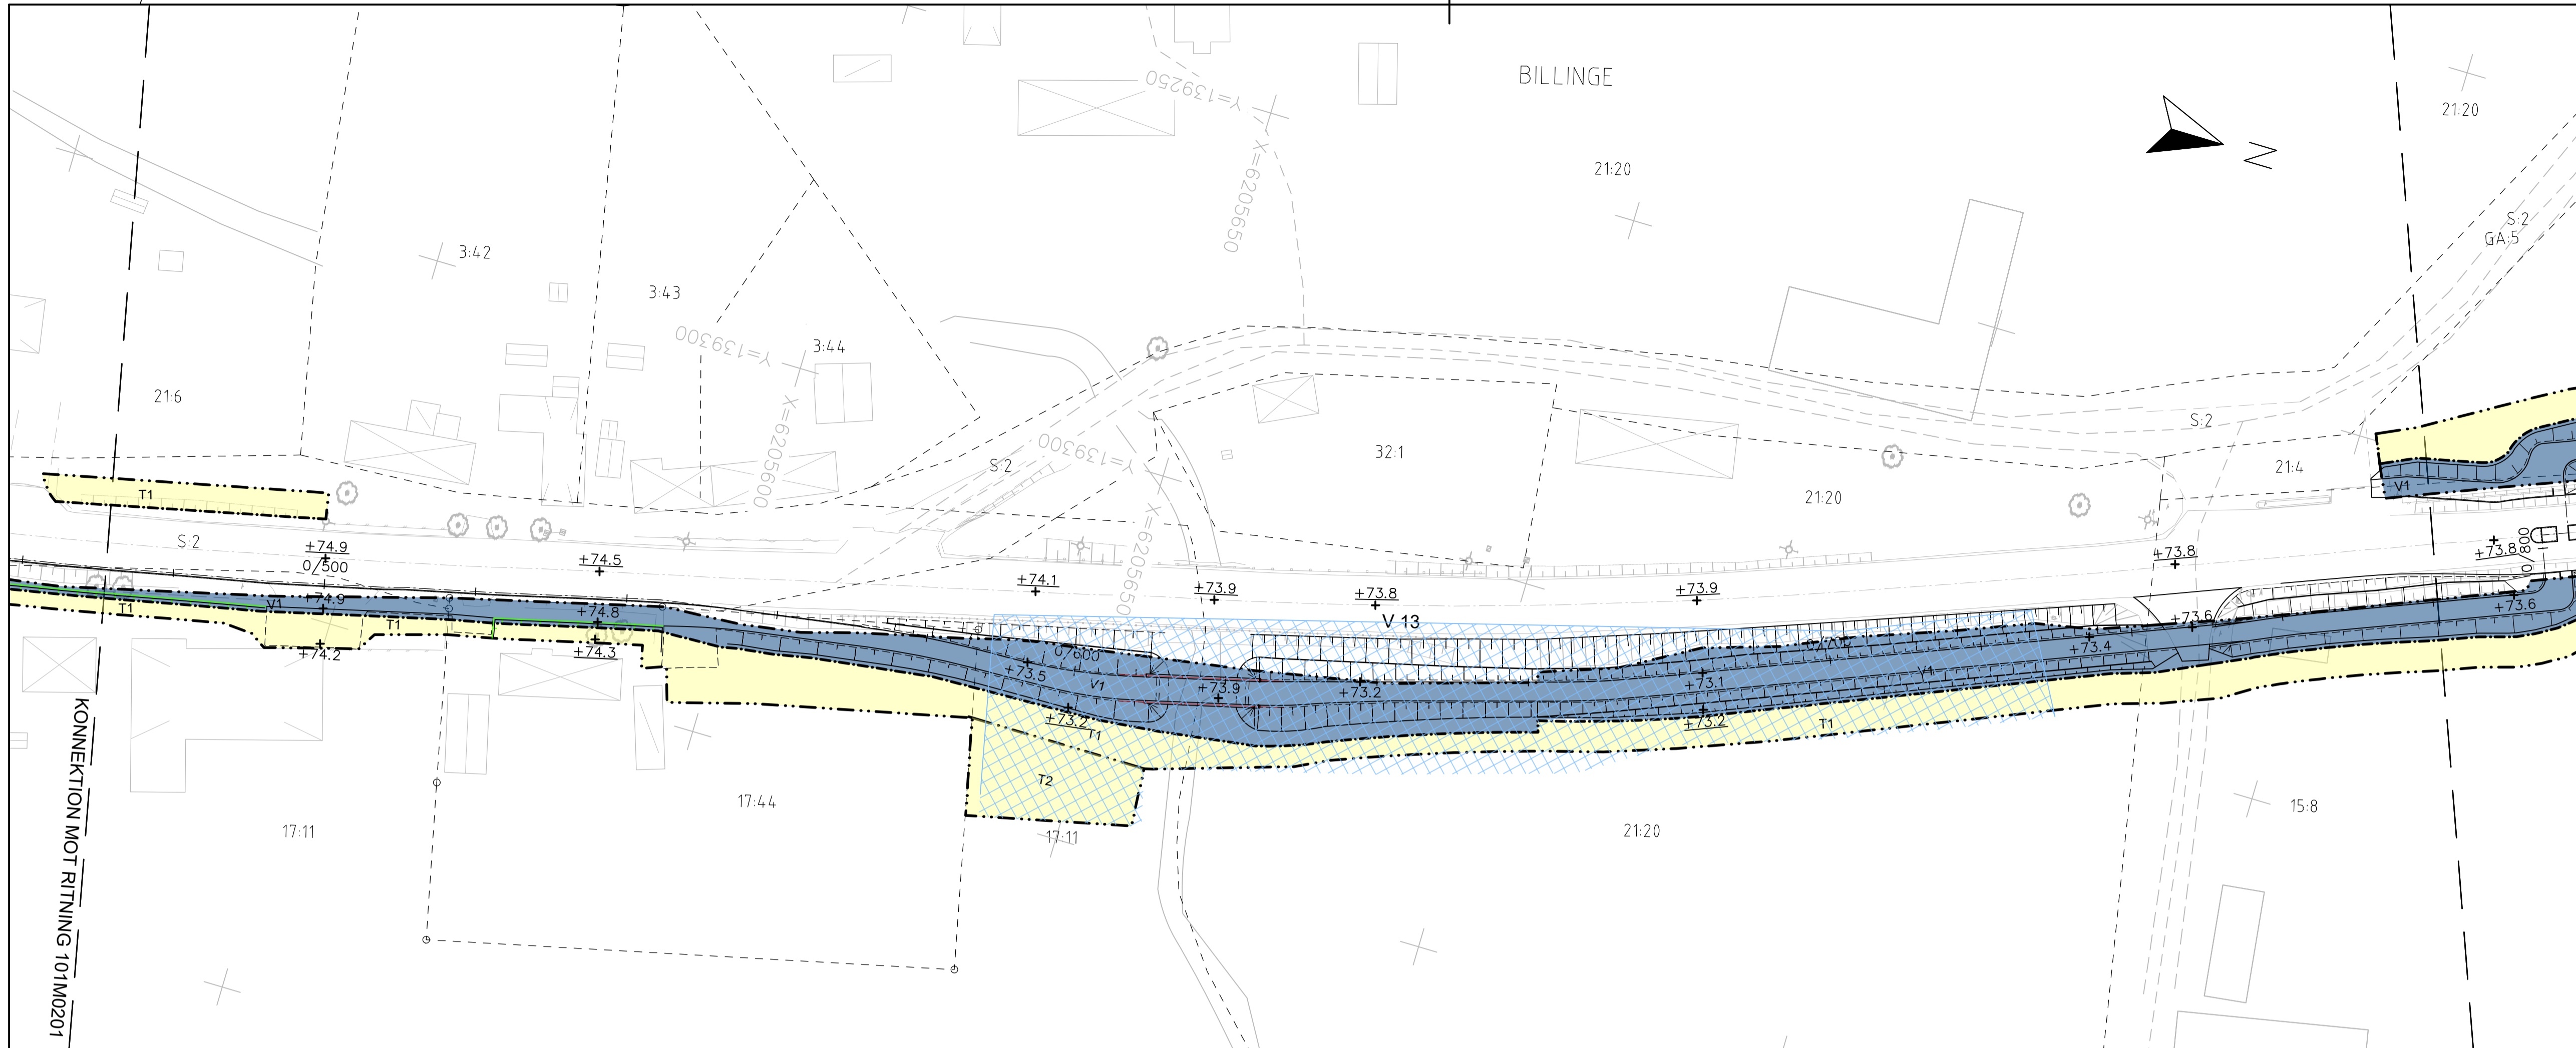 BILLINGE
Y=139250
21:20
N
21:20
X=6205650
S:2
GA:5
3:42
3:43
Y=139300
3:44
21:6
X=6205600
Y=139300
S:2
32:1
S:2
21:4
21:20
T1
V1
X=6205650
S:2
+74.9
0/500
+74.5
+74.1
+73.9
+73.8
+73.9
+73.8
+73.8
0/800
T1
V1
+74.9
+74.8
T1
V 13
+73.6
+73.6
+74.2
+74.3
0/600
+73.4
+73.5
V1
+73.9
+73.2
+73.1
V1
+73.2
T1
+73.2
T1
T2
17:44
17:11
17:11
21:20
15:8
KONNEKTION MOT RITNING 101M0201